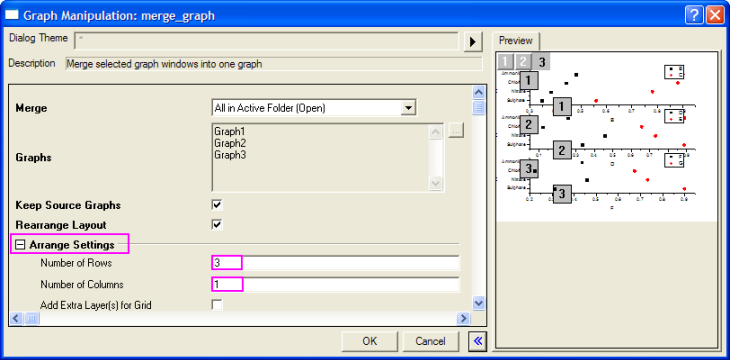 Graph Manipulation: merge_graph
Dialog Theme
Description Merge selected graph windows into one graph
Merge All in Active Folder (Open)
Graphs
Graph1
Graph2
Graph3
Keep Source Graphs
Rearrange Layout
Arrange Settings
Number of Rows 3
Number of Columns 1
Add Extra Layer(s) for Grid
OK Cancel
Preview
1 2 3
1
1
2
2
3
3